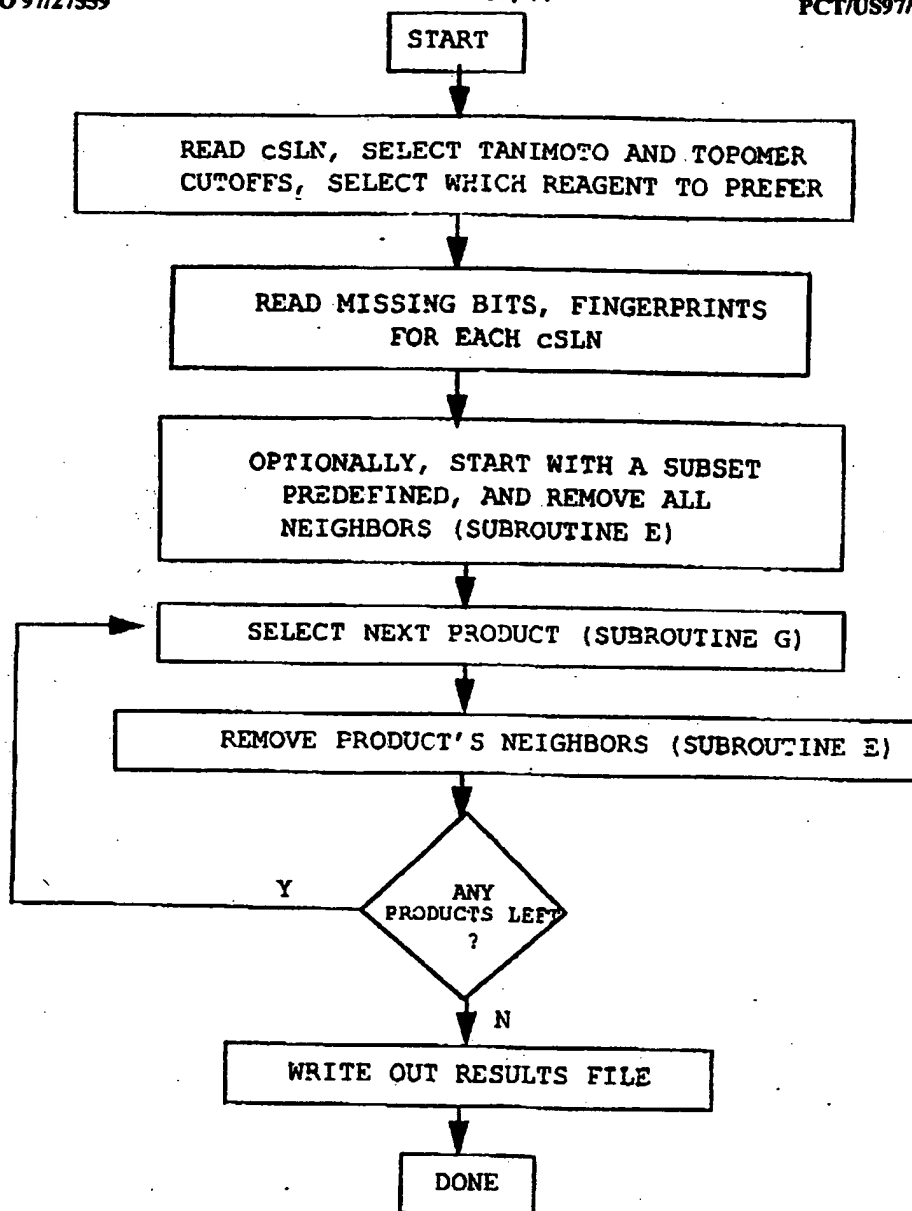 O 97/27559
PCT/US97/
START
READ cSLN, SELECT TANIMOTO AND TOPOMER
CUTOFFS, SELECT WHICH REAGENT TO PREFER
READ MISSING BITS, FINGERPRINTS
FOR EACH cSLN
OPTIONALLY, START WITH A SUBSET
PREDEFINED, AND REMOVE ALL
NEIGHBORS (SUBROUTINE E)
SELECT NEXT PRODUCT (SUBROUTINE G)
REMOVE PRODUCT'S NEIGHBORS (SUBROUTINE E)
Y
ANY
PRODUCTS LEFT
?
N
WRITE OUT RESULTS FILE
DONE